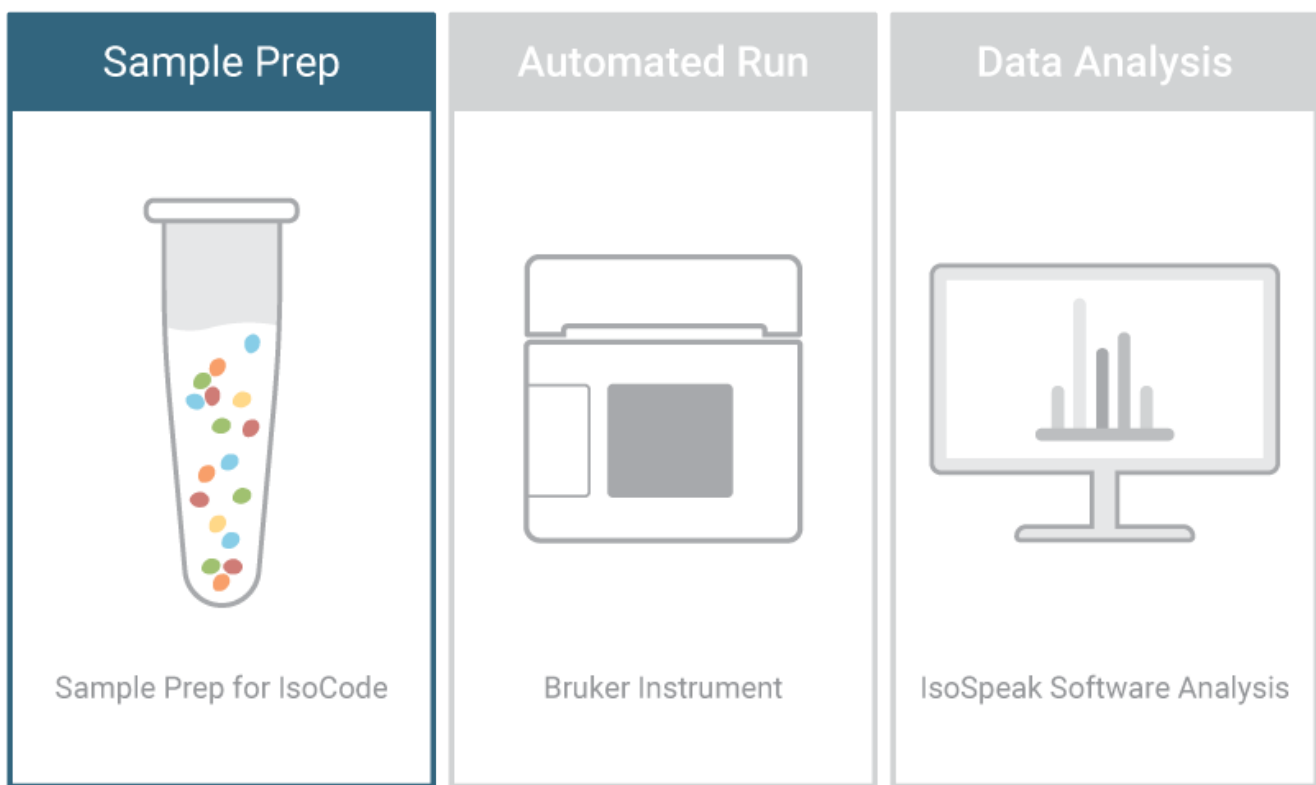 Sample Prep
Automated Run
Data Analysis
Sample Prep for IsoCode
Bruker Instrument
IsoSpeak Software Analysis